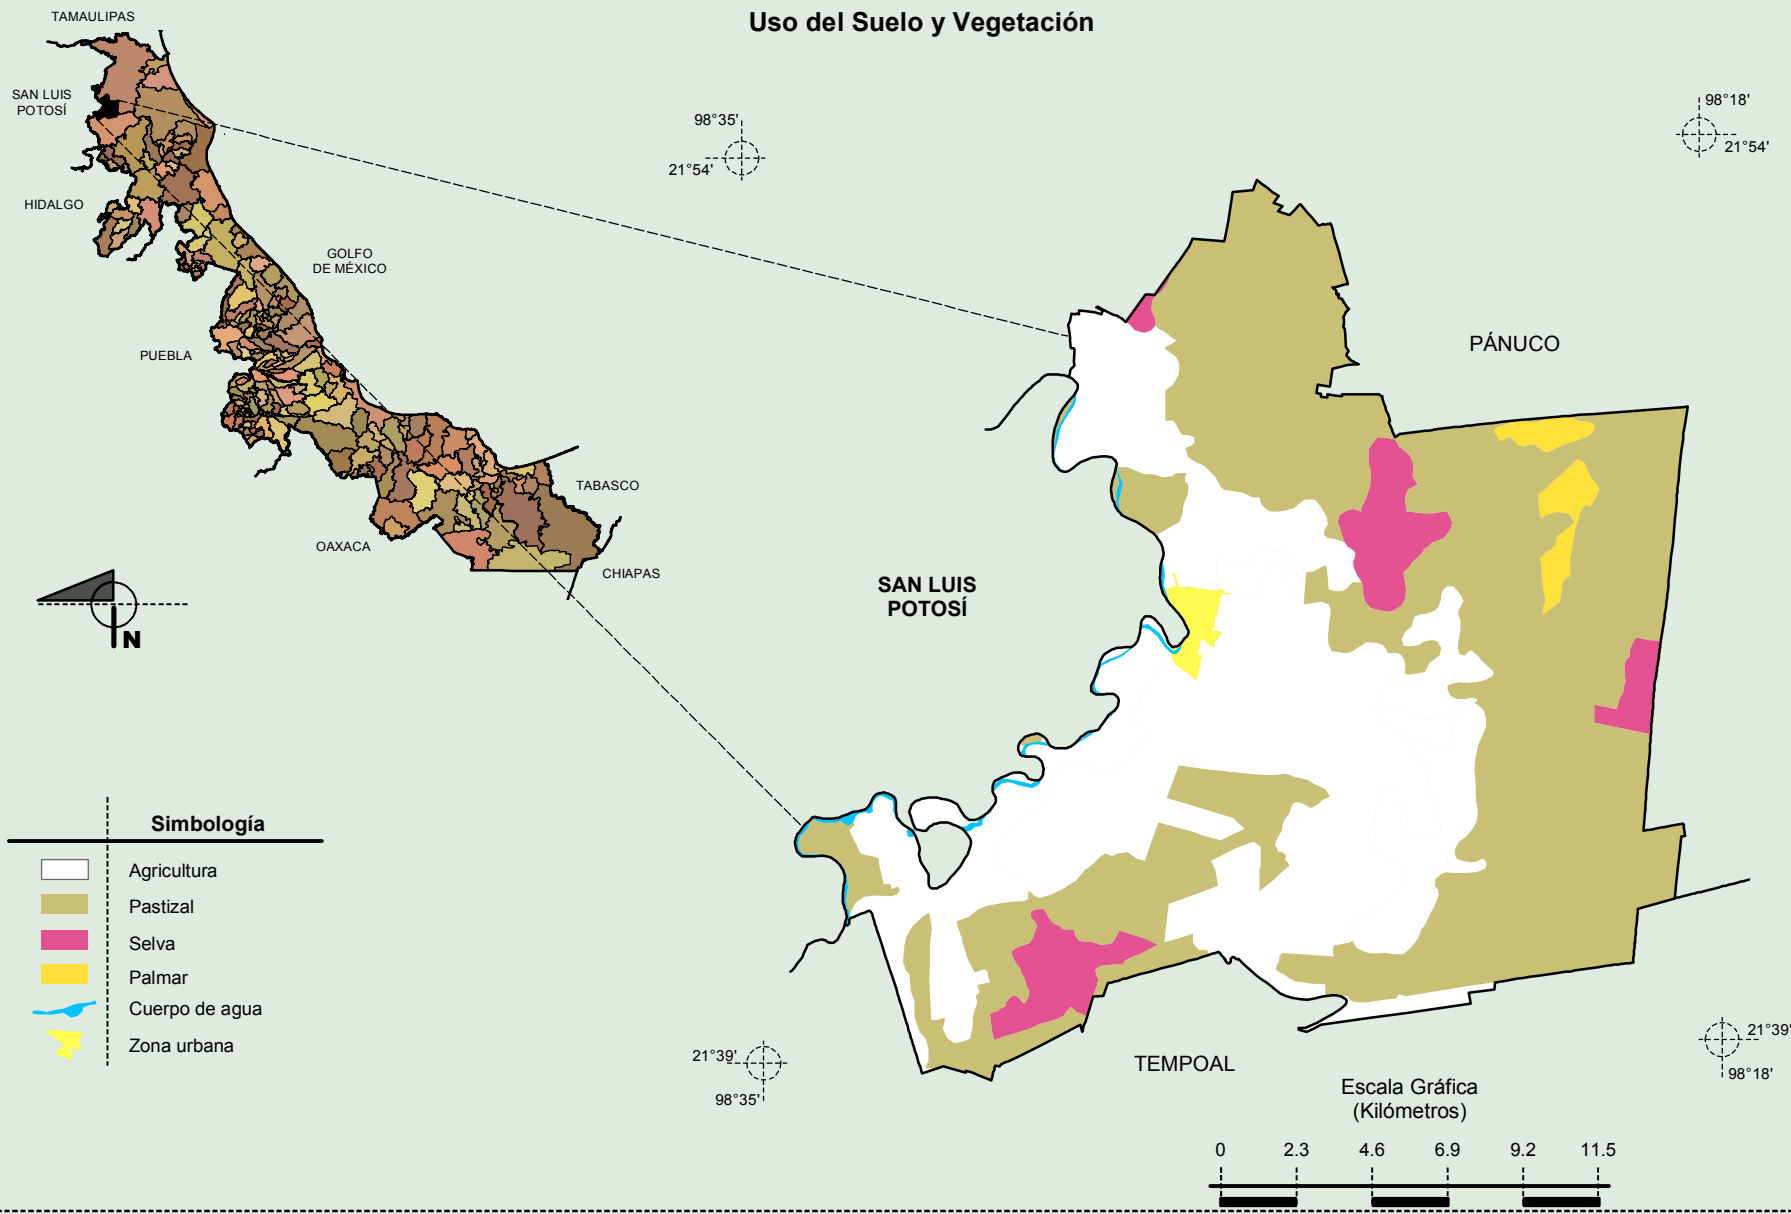 Uso del Suelo y Vegetación
TAMAULIPAS
SAN LUIS
POTOSÍ
HIDALGO
GOLFO
DE MÉXICO
PUEBLA
TABASCO
OAXACA
CHIAPAS
N
98°35'
21°54'
98°18'
21°54'
PÁNUCO
SAN LUIS
POTOSÍ
Simbología
Agricultura
Pastizal
Selva
Palmar
Cuerpo de agua
Zona urbana
21°39'
98°35'
TEMPOAL
21°39'
98°18'
Escala Gráfica
(Kilómetros)
0 2.3 4.6 6.9 9.2 11.5